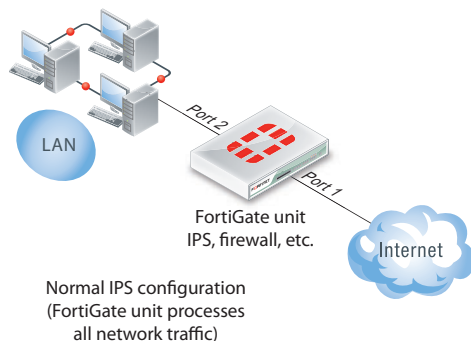 Port 2
LAN
Port 1
FortiGate unit
IPS, firewall, etc.
Internet
Normal IPS configuration
(FortiGate unit processes
all network traffic)